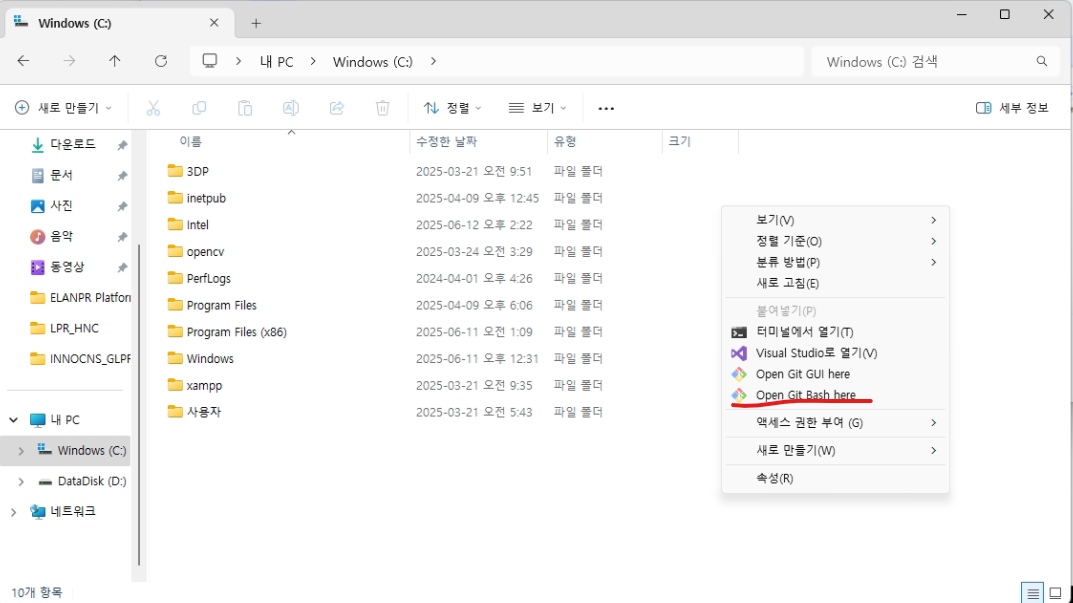 Windows (C:)
내 PC > Windows (C:) >
Windows (C:) 검색
새로 만들기
정렬
보기
세부 정보
다운로드
문서
사진
음악
동영상
ELANPR Platforn
LPR_HNC
INNOCNS_GLPF
내 PC
Windows (C:)
DataDisk (D:)
네트워크
이름 수정한 날짜 유형 크기
3DP 2025-03-21 오전 9:51 파일 폴더
inetpub 2025-04-09 오후 12:45 파일 폴더
Intel 2025-06-12 오후 2:22 파일 폴더
opencv 2025-03-24 오전 3:29 파일 폴더
PerfLogs 2024-04-01 오후 4:26 파일 폴더
Program Files 2025-04-09 오후 6:06 파일 폴더
Program Files (x86) 2025-06-11 오전 1:09 파일 폴더
Windows 2025-06-11 오후 12:31 파일 폴더
xampp 2025-03-21 오전 9:35 파일 폴더
사용자 2025-03-21 오전 5:43 파일 폴더
보기(V)
정렬 기준(O)
분류 방법(P)
새로 고침(E)
붙여넣기(P)
터미널에서 열기(T)
Visual Studio로 열기(V)
Open Git GUI here
Open Git Bash here
액세스 권한 부여 (G)
새로 만들기(W)
속성(R)
10개 항목